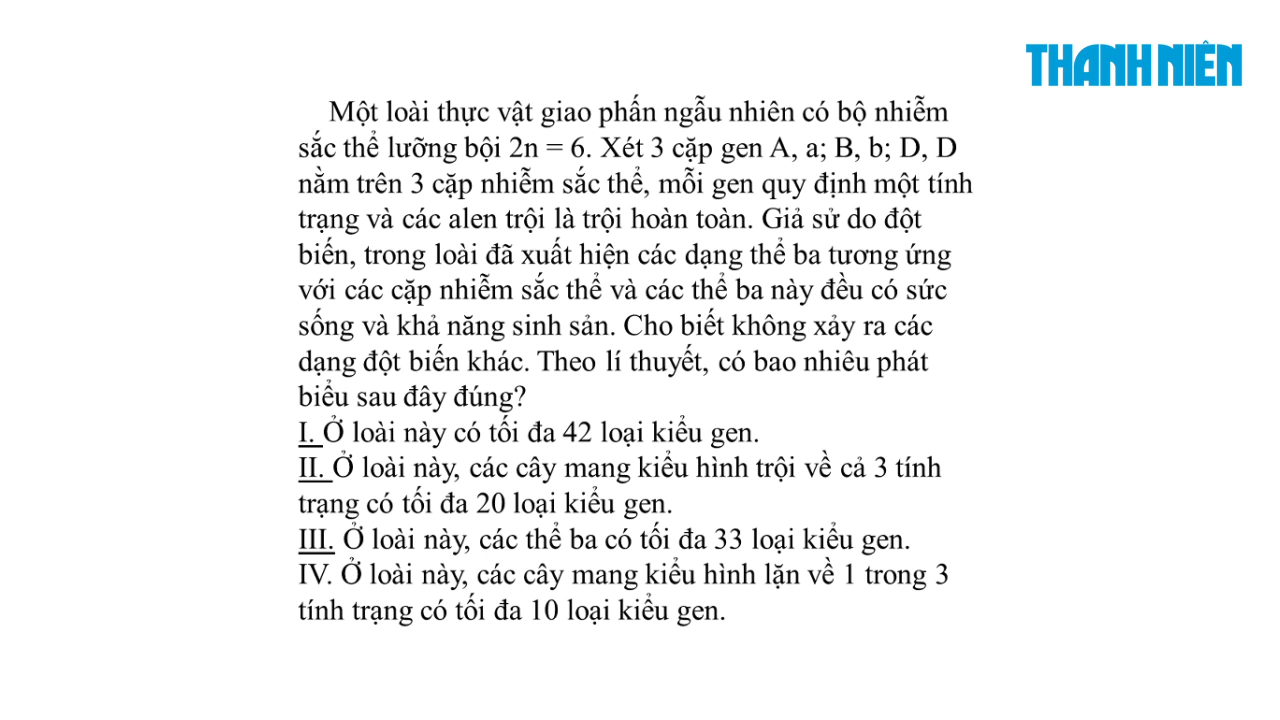 THANH NIÊN
Một loài thực vật giao phấn ngẫu nhiên có bộ nhiễm
sắc thể lưỡng bội 2n = 6. Xét 3 cặp gen A, a; B, b; D, D
nằm trên 3 cặp nhiễm sắc thể, mỗi gen quy định một tính
trạng và các alen trội là trội hoàn toàn. Giả sử do đột
biến, trong loài đã xuất hiện các dạng thể ba tương ứng
với các cặp nhiễm sắc thể và các thể ba này đều có sức
sống và khả năng sinh sản. Cho biết không xảy ra các
dạng đột biến khác. Theo lí thuyết, có bao nhiêu phát
biểu sau đây đúng?
I. Ở loài này có tối đa 42 loại kiểu gen.
II. Ở loài này, các cây mang kiểu hình trội về cả 3 tính
trạng có tối đa 20 loại kiểu gen.
III. Ở loài này, các thể ba có tối đa 33 loại kiểu gen.
IV. Ở loài này, các cây mang kiểu hình lặn về 1 trong 3
tính trạng có tối đa 10 loại kiểu gen.